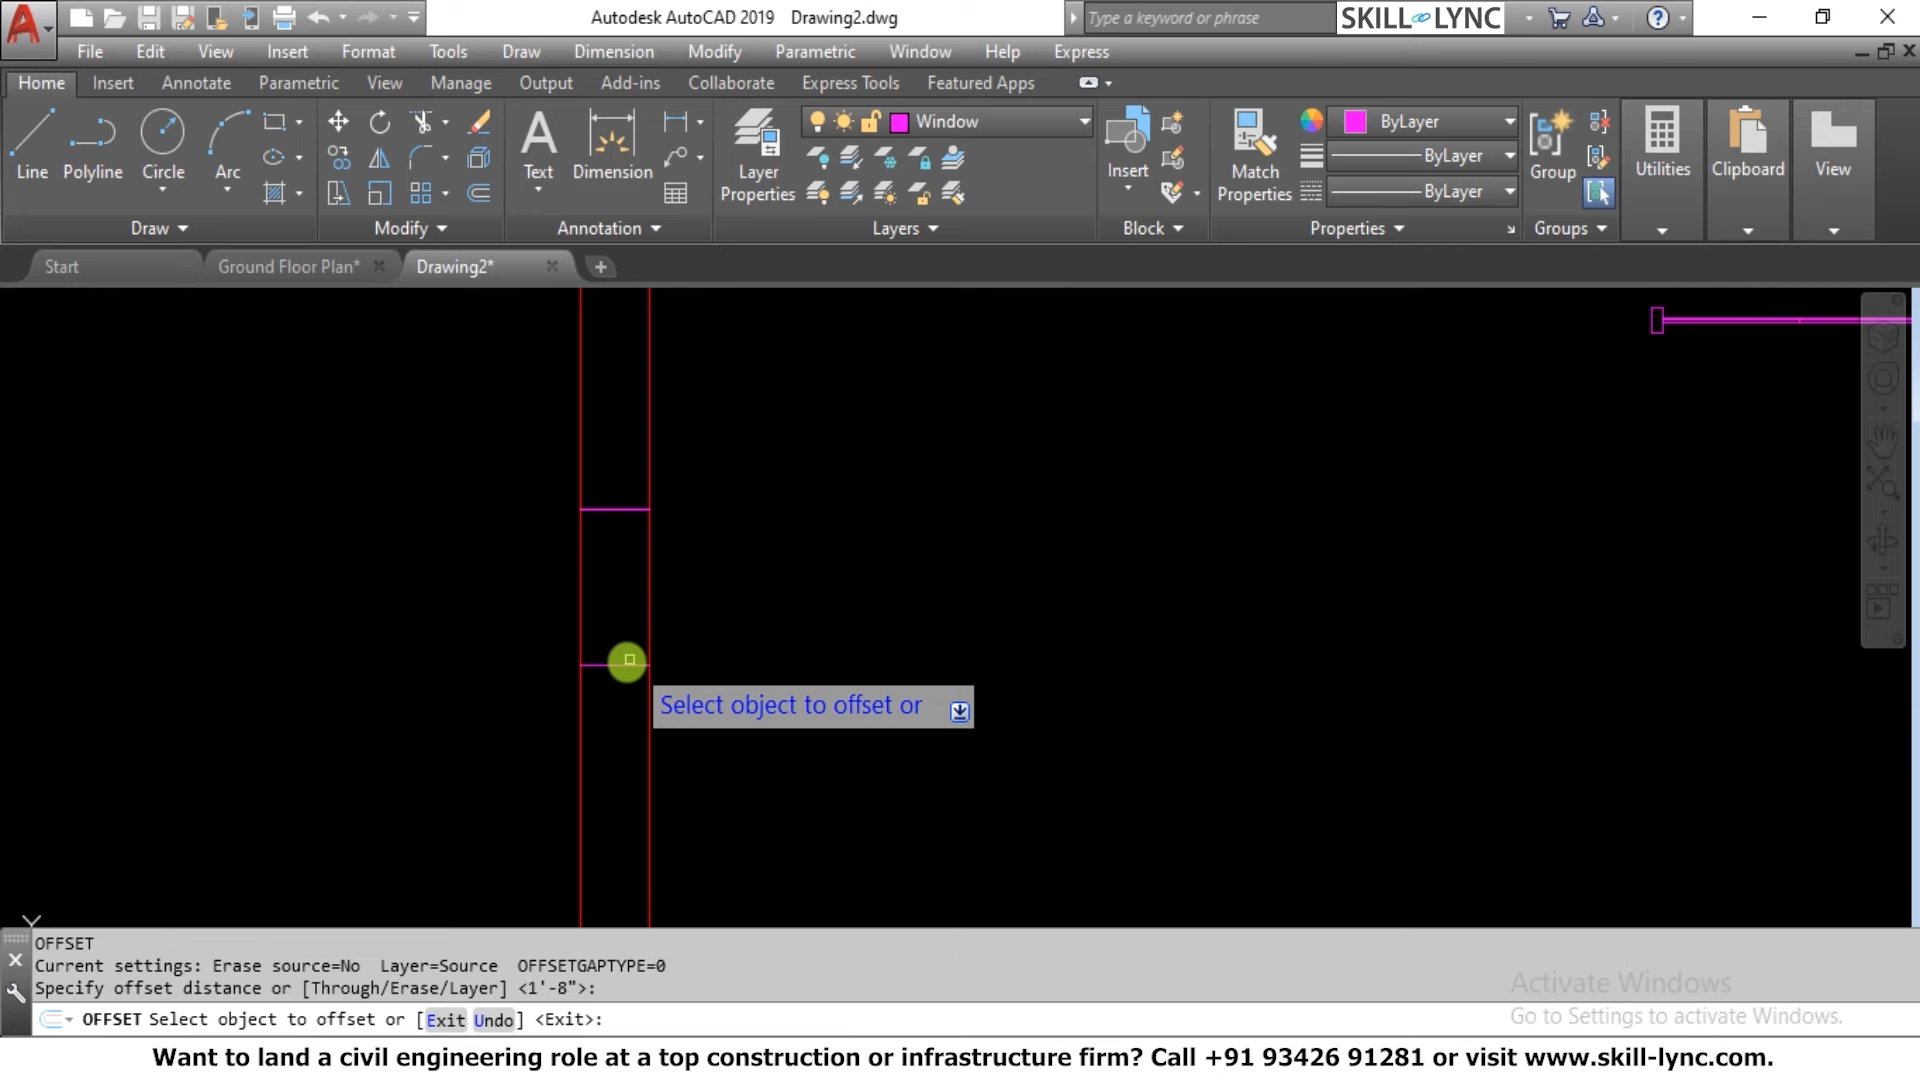 Autodesk AutoCAD 2019 Drawing2.dwg
Type a keyword or phrase
SKILL LYNC
File Edit View Insert Format Tools Draw Dimension Modify Parametric Window Help Express
Home Insert Annotate Parametric View Manage Output Add-ins Collaborate Express Tools Featured Apps
Window
ByLayer
ByLayer
ByLayer
Line Polyline Circle Arc
Text Dimension
Layer Properties
Insert
Match Properties
Group
Utilities Clipboard View
Draw Modify Annotation Layers Block Properties Groups
Start Ground Floor Plan* Drawing2*
Select object to offset or
OFFSET
Current settings: Erase source=No Layer=Source OFFSETGAPTYPE=0
Specify offset distance or [Through/Erase/Layer] <1'-8">:
OFFSET Select object to offset or [Exit Undo] <Exit>:
Activate Windows
Go to Settings to activate Windows.
Want to land a civil engineering role at a top construction or infrastructure firm? Call +91 93426 91281 or visit www.skill-lync.com.